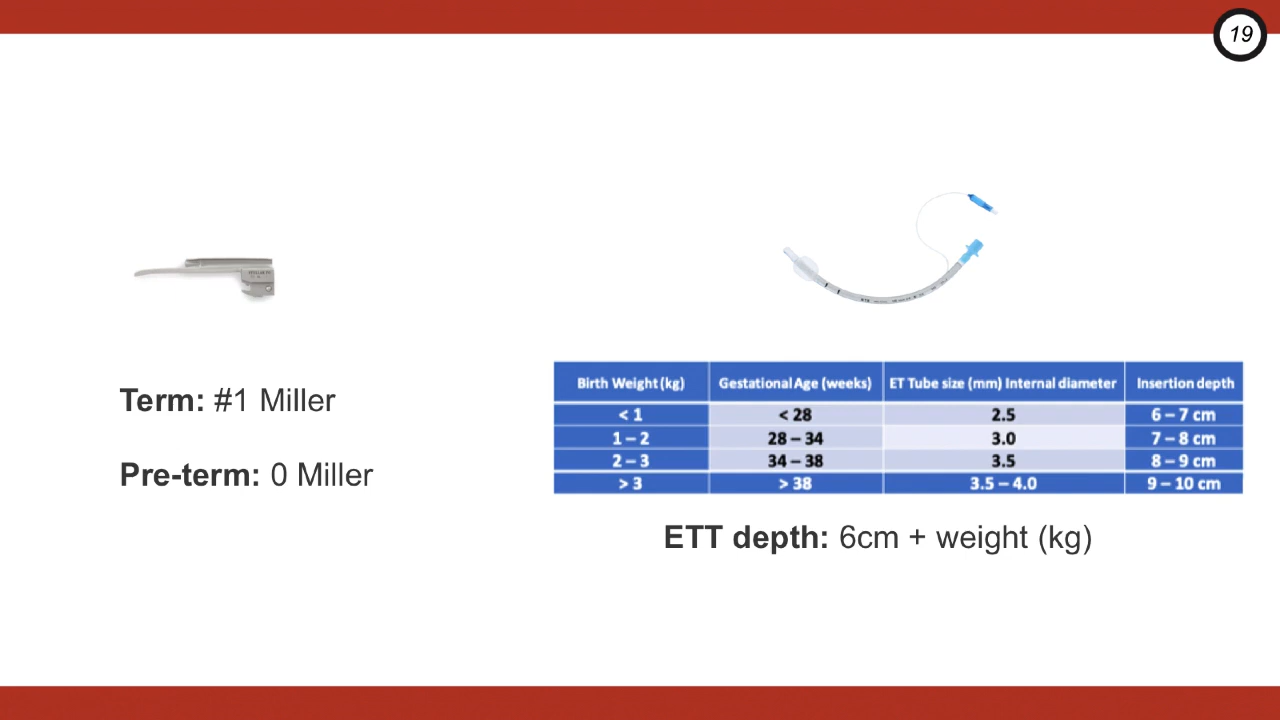 19
Term: #1 Miller
Pre-term: 0 Miller
Birth Weight (kg) Gestational Age (weeks) ET Tube size (mm) Internal diameter Insertion depth
< 1 < 28 2.5 6 – 7 cm
1 – 2 28 – 34 3.0 7 – 8 cm
2 – 3 34 – 38 3.5 8 – 9 cm
> 3 > 38 3.5 – 4.0 9 – 10 cm
ETT depth: 6cm + weight (kg)